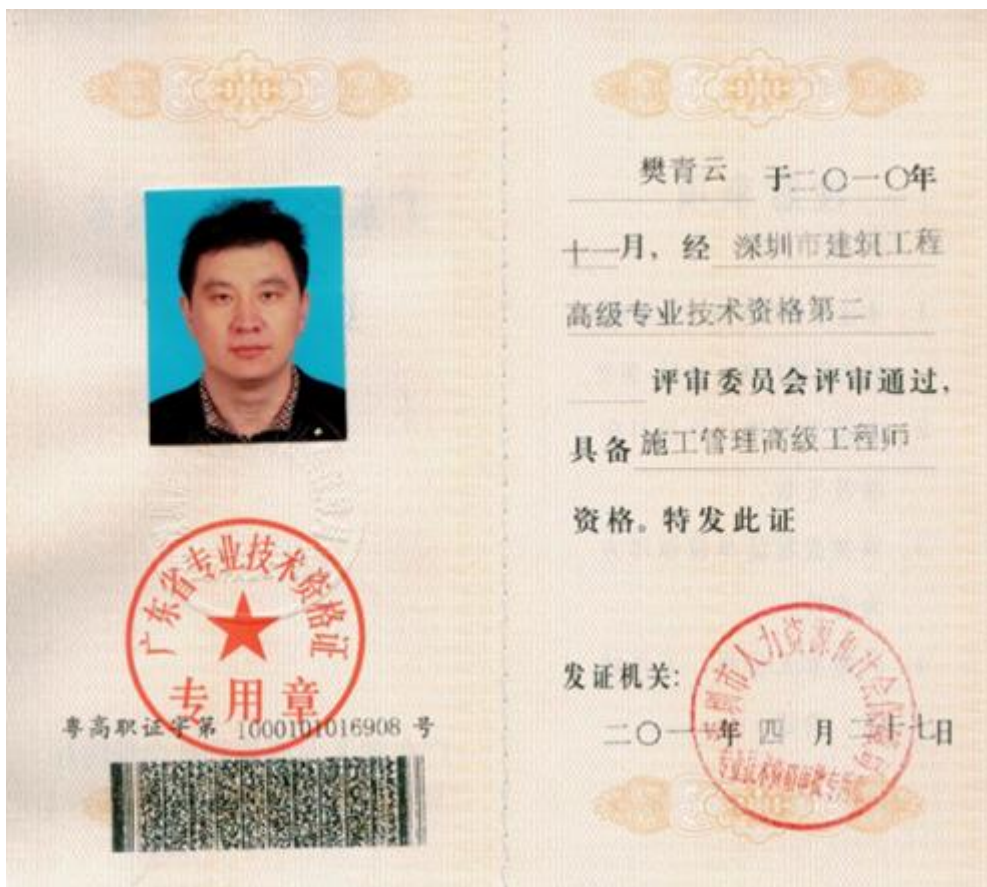 广东省专业技术资格证
专用章
粤高职证字第 1000101016908 号
樊青云 于二〇一〇年
十一月，经 深圳市建筑工程
高级专业技术资格第二
评审委员会评审通过，
具备 施工管理高级工程师
资格。特发此证
发证机关：
二〇一一年 四 月 二十七日